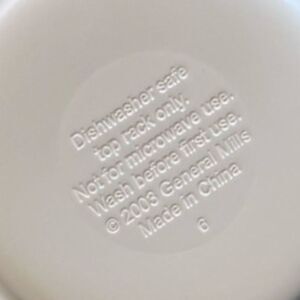 Dishwasher safe
top rack only.
Not for microwave use.
Wash before first use.
© 2003 General Mills
Made in China
6